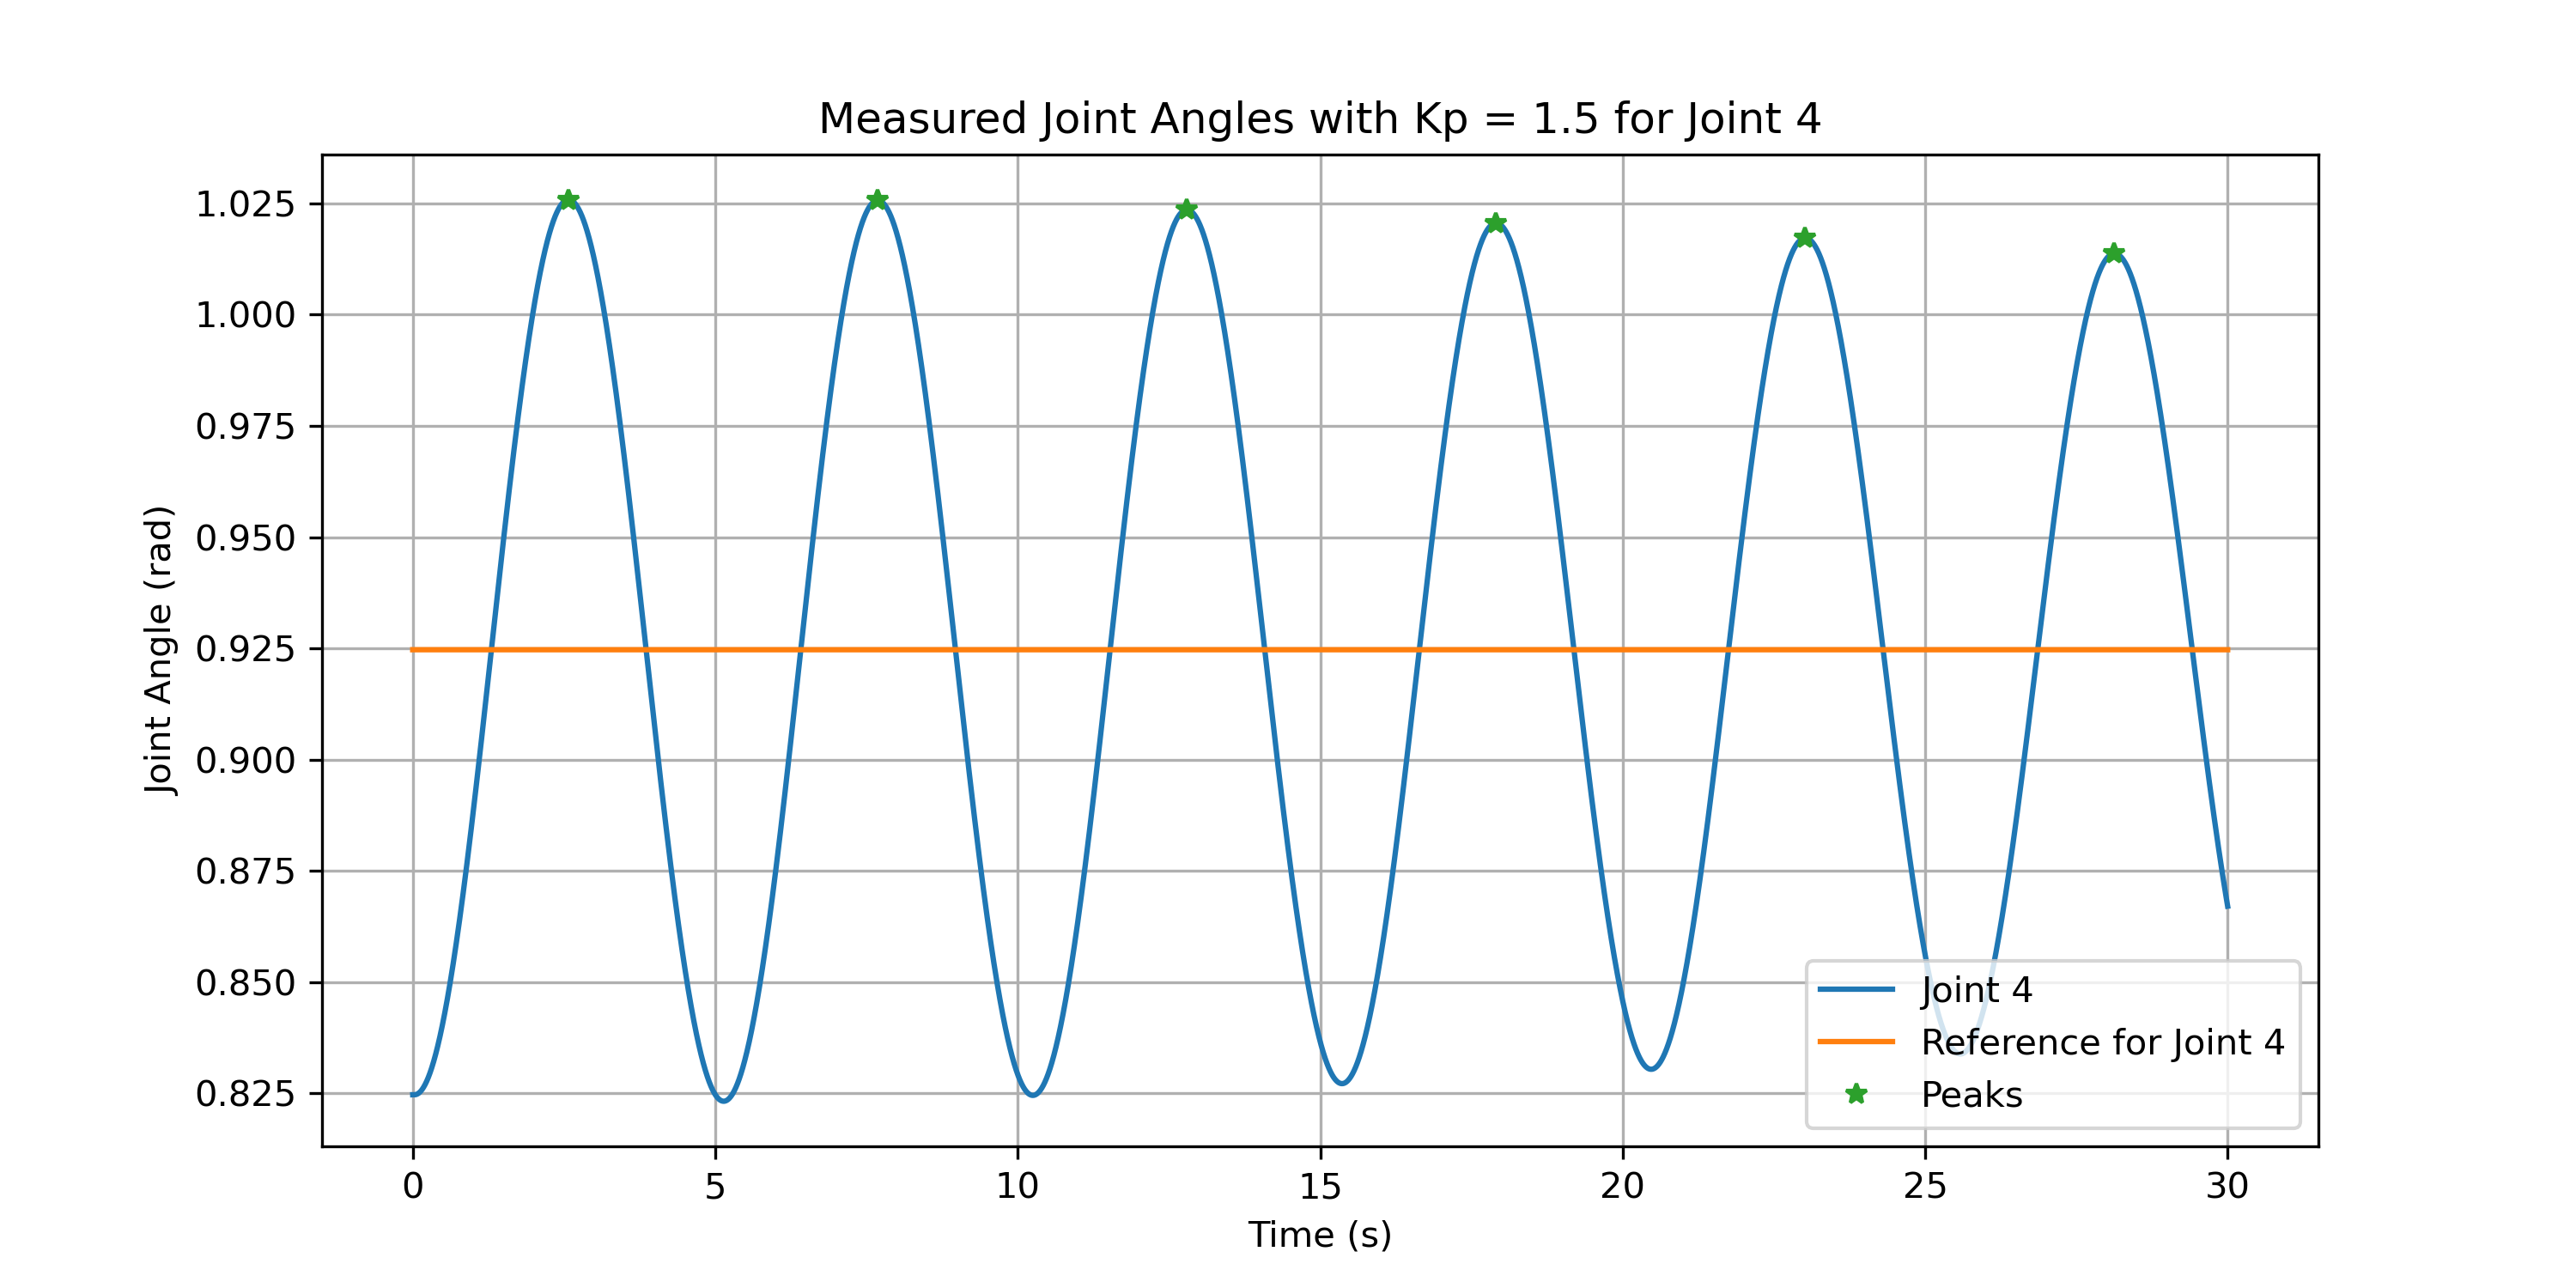 Measured Joint Angles with Kp = 1.5 for Joint 4
1.025
1.000
0.975
0.950
0.925
0.900
0.875
0.850
0.825
Joint Angle (rad)
Joint 4
Reference for Joint 4
Peaks
0 5 10 15 20 25 30
Time (s)